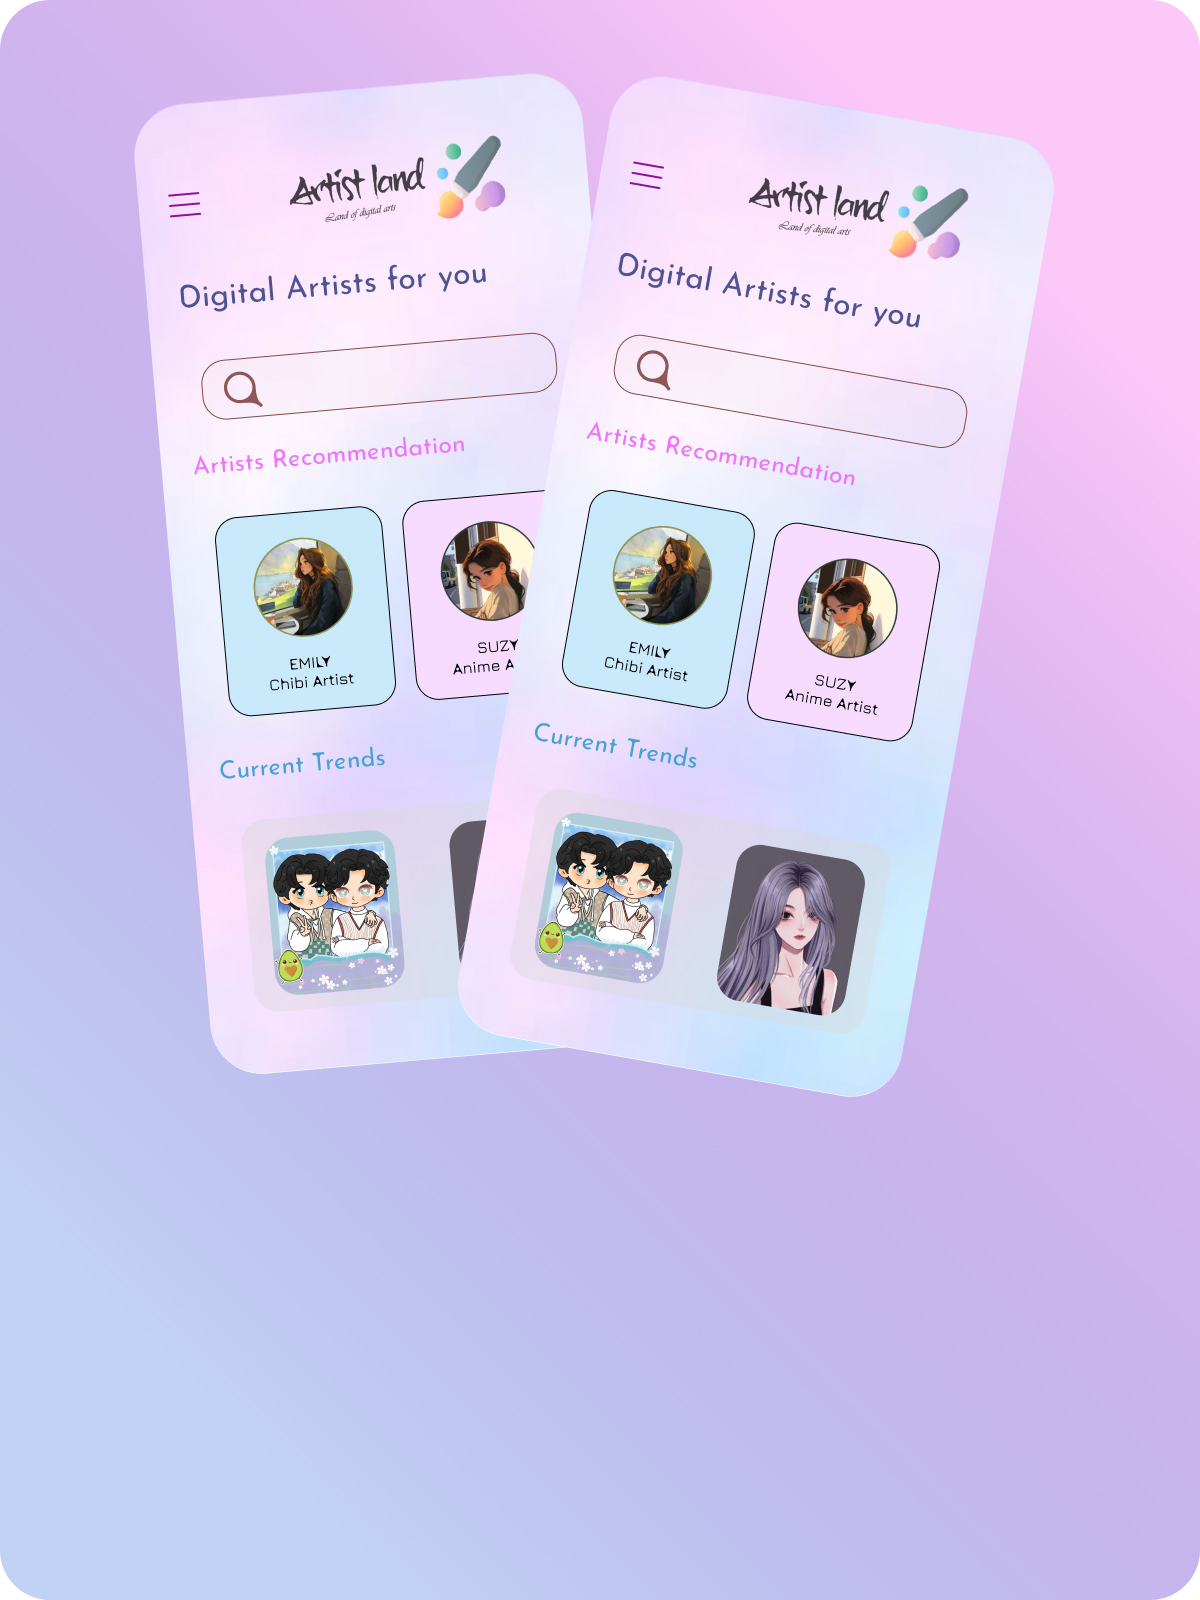 Artist land
Land of digital arts
Digital Artists for you
Artists Recommendation
EMILY
Chibi Artist
SUZY
Anime A
Current Trends
Artist land
Land of digital arts
Digital Artists for you
Artists Recommendation
EMILY
Chibi Artist
SUZY
Anime Artist
Current Trends